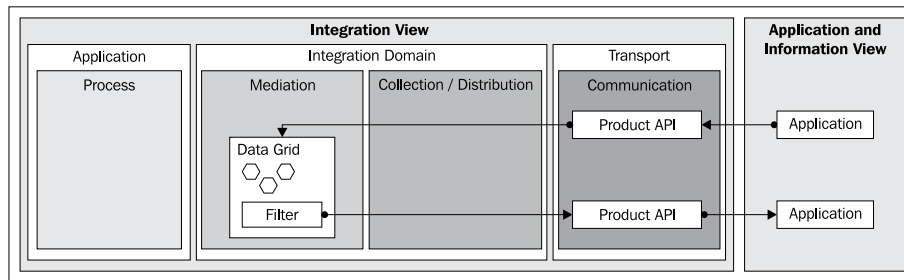 Integration View
Application and
Information View
Application
Integration Domain
Transport
Process
Mediation
Collection / Distribution
Communication
Product API
Application
Data Grid
Filter
Product API
Application